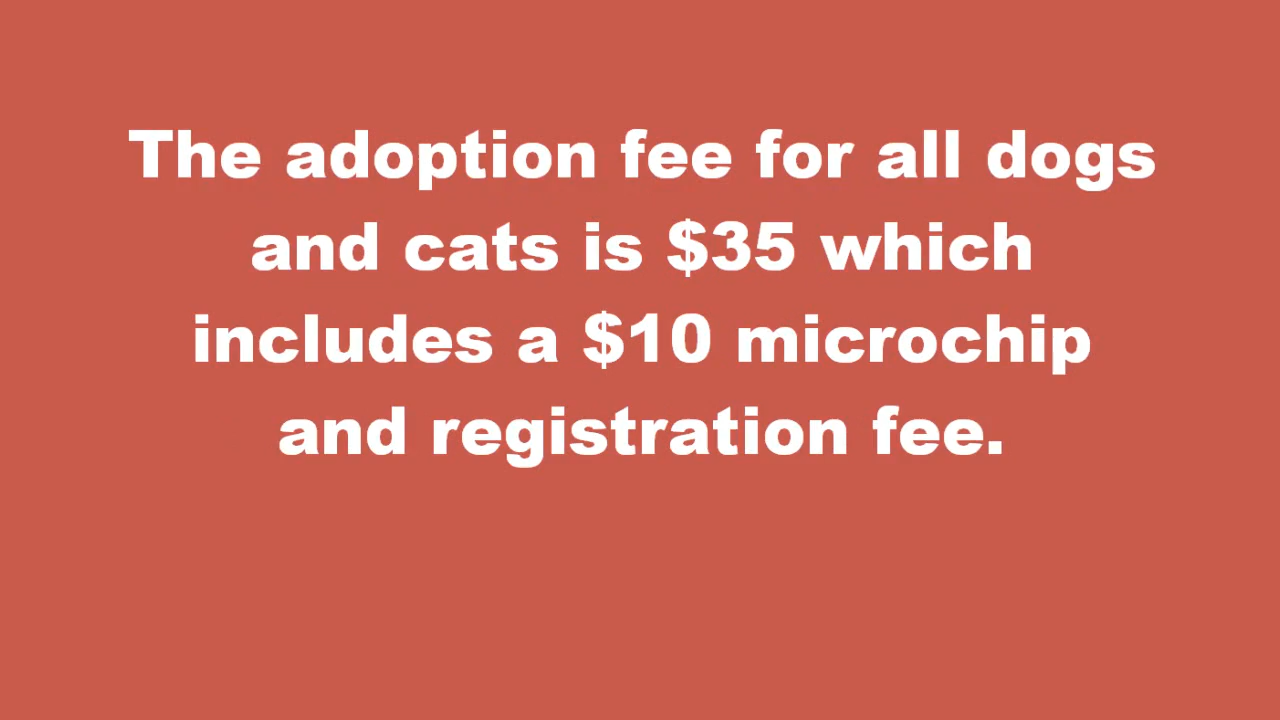 The adoption fee for all dogs
and cats is $35 which
includes a $10 microchip
and registration fee.